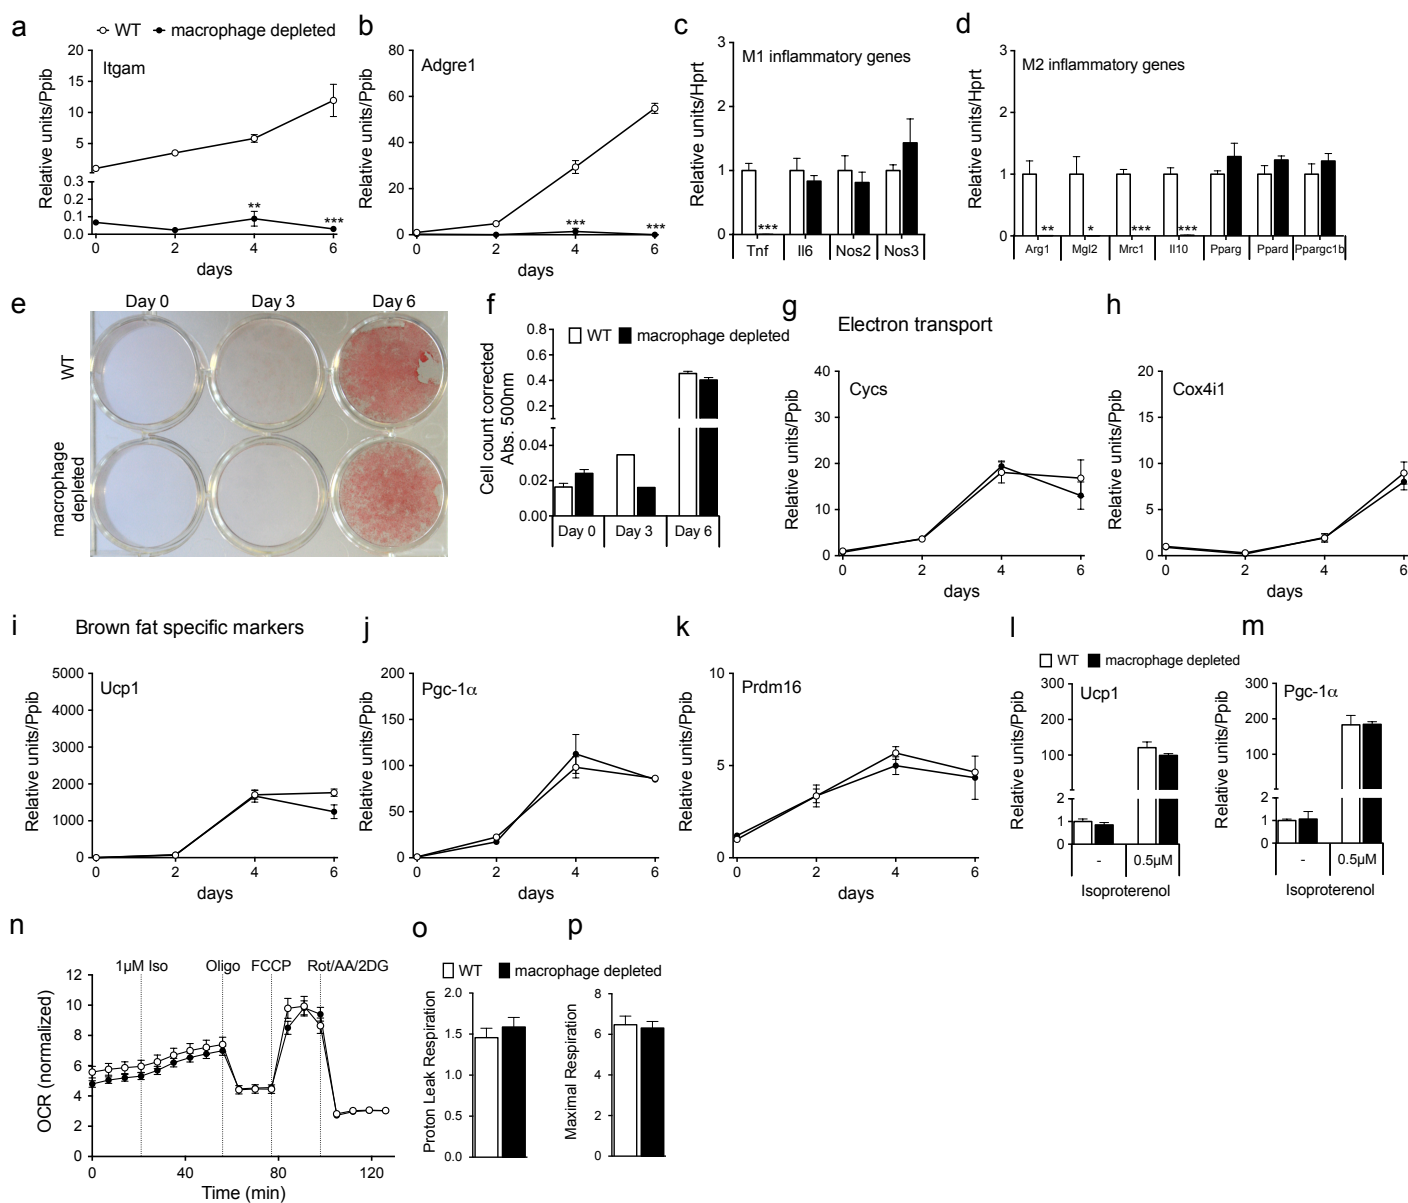 a
WT macrophage depleted
Itgam
Relative units/Ppib
20
15
10
5
0.3
0.2
0.1
0.0
** ***
0 2 4 6
days
b
Adgre1
Relative units/Ppib
80
60
40
20
0
*** ***
0 2 4 6
days
c
M1 inflammatory genes
Relative units/Hprt
3
2
1
0
***
Tnf Il6 Nos2 Nos3
d
M2 inflammatory genes
Relative units/Hprt
3
2
1
0
** * *** ***
Arg1 Mgl2 Mrc1 Il10 Pparg Ppard Ppargc1b
e
Day 0 Day 3 Day 6
WT
macrophage
depleted
f
WT macrophage depleted
Cell count corrected
Abs. 500nm
0.8
0.6
0.4
0.2
0.04
0.02
0.00
Day 0 Day 3 Day 6
g
Electron transport
Cycs
Relative units/Ppib
40
30
20
10
0
0 2 4 6
days
h
Cox4i1
Relative units/Ppib
20
15
10
5
0
0 2 4 6
days
i
Brown fat specific markers
Ucp1
Relative units/Ppib
5000
4000
3000
2000
1000
0
0 2 4 6
days
j
Pgc-1α
Relative units/Ppib
200
150
100
50
0
0 2 4 6
days
k
Prdm16
Relative units/Ppib
10
5
0
0 2 4 6
days
l
WT macrophage depleted
Ucp1
Relative units/Ppib
300
200
100
2
1
0
- 0.5µM
Isoproterenol
m
Pgc-1α
Relative units/Ppib
300
200
100
2
1
0
- 0.5µM
Isoproterenol
n
1µM Iso Oligo FCCP Rot/AA/2DG
OCR (normalized)
12
10
8
6
4
2
0
0 40 80 120
Time (min)
o
WT macrophage depleted
Proton Leak Respiration
2.0
1.5
1.0
0.5
0.0
p
Maximal Respiration
8
6
4
2
0